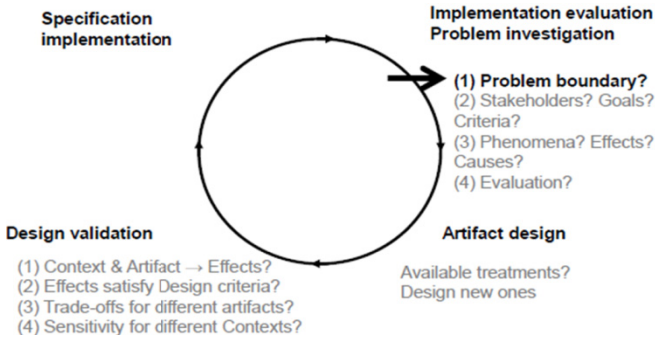 Specification
implementation
Implementation evaluation
Problem investigation
(1) Problem boundary?
(2) Stakeholders? Goals?
Criteria?
(3) Phenomena? Effects?
Causes?
(4) Evaluation?
Design validation
(1) Context & Artifact → Effects?
(2) Effects satisfy Design criteria?
(3) Trade-offs for different artifacts?
(4) Sensitivity for different Contexts?
Artifact design
Available treatments?
Design new ones